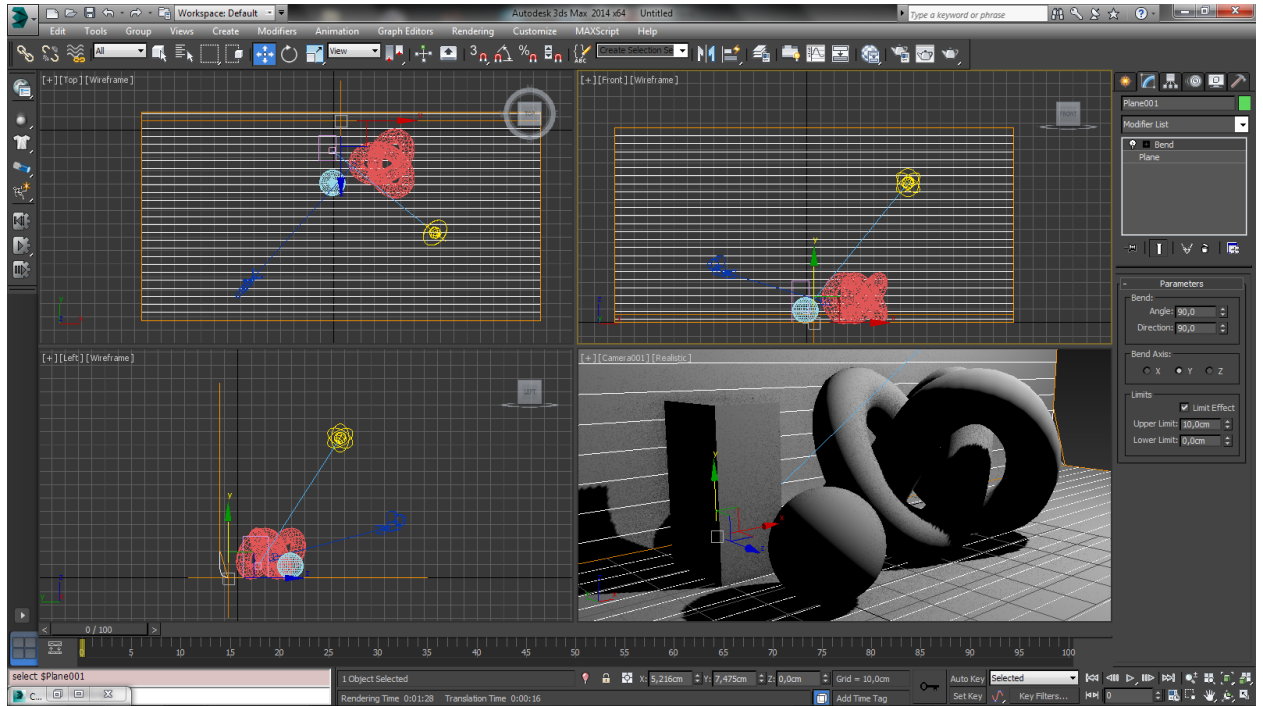 Workspace: Default
Autodesk 3ds Max 2014 x64 Untitled
Type a keyword or phrase
Edit Tools Group Views Create Modifiers Animation Graph Editors Rendering Customize MAXScript Help
All
View
3
%
ABC
Create Selection Se
[+][Top][Wireframe]
TOP
[+][Front][Wireframe]
FRONT
y
[+][Left][Wireframe]
LEFT
y
z
[+][Camera001][Realistic]
y
x
z
Plane001
Modifier List
Bend
Plane
Parameters
Bend:
Angle: 90,0
Direction: 90,0
Bend Axis:
X Y Z
Limits
Limit Effect
Upper Limit: 10,0cm
Lower Limit: 0,0cm
< 0 / 100 >
0 5 10 15 20 25 30 35 40 45 50 55 60 65 70 75 80 85 90 95 100
select $Plane001
C...
1 Object Selected
X: 5,216cm Y: 7,475cm Z: 0,0cm
Grid = 10,0cm
Auto Key Selected
Rendering Time 0:01:28 Translation Time 0:00:16
Add Time Tag
Set Key Key Filters...
0